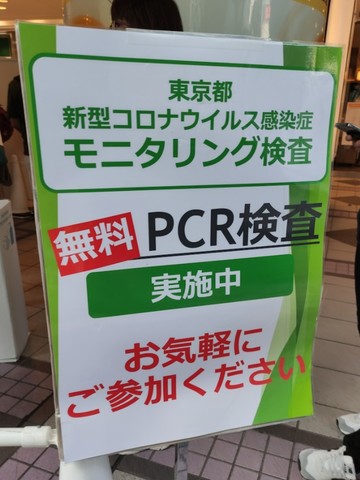 東京都
新型コロナウイルス感染症
モニタリング検査
無料 PCR検査
実施中
お気軽に
ご参加ください